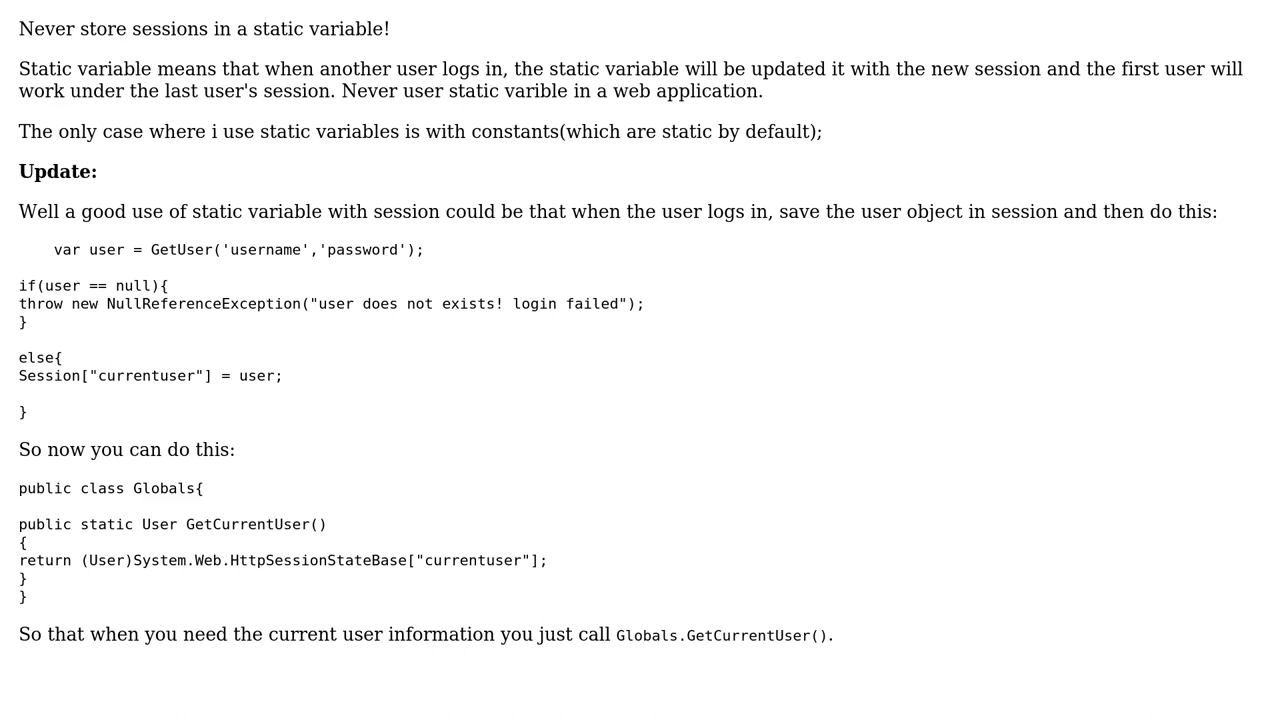 Never store sessions in a static variable!
Static variable means that when another user logs in, the static variable will be updated it with the new session and the first user will
work under the last user's session. Never user static varible in a web application.
The only case where i use static variables is with constants(which are static by default);
Update:
Well a good use of static variable with session could be that when the user logs in, save the user object in session and then do this:
    var user = GetUser('username','password');
if(user == null){
throw new NullReferenceException("user does not exists! login failed");
}
else{
Session["currentuser"] = user;
}
So now you can do this:
public class Globals{
public static User GetCurrentUser()
{
return (User)System.Web.HttpSessionStateBase["currentuser"];
}
}
So that when you need the current user information you just call Globals.GetCurrentUser().